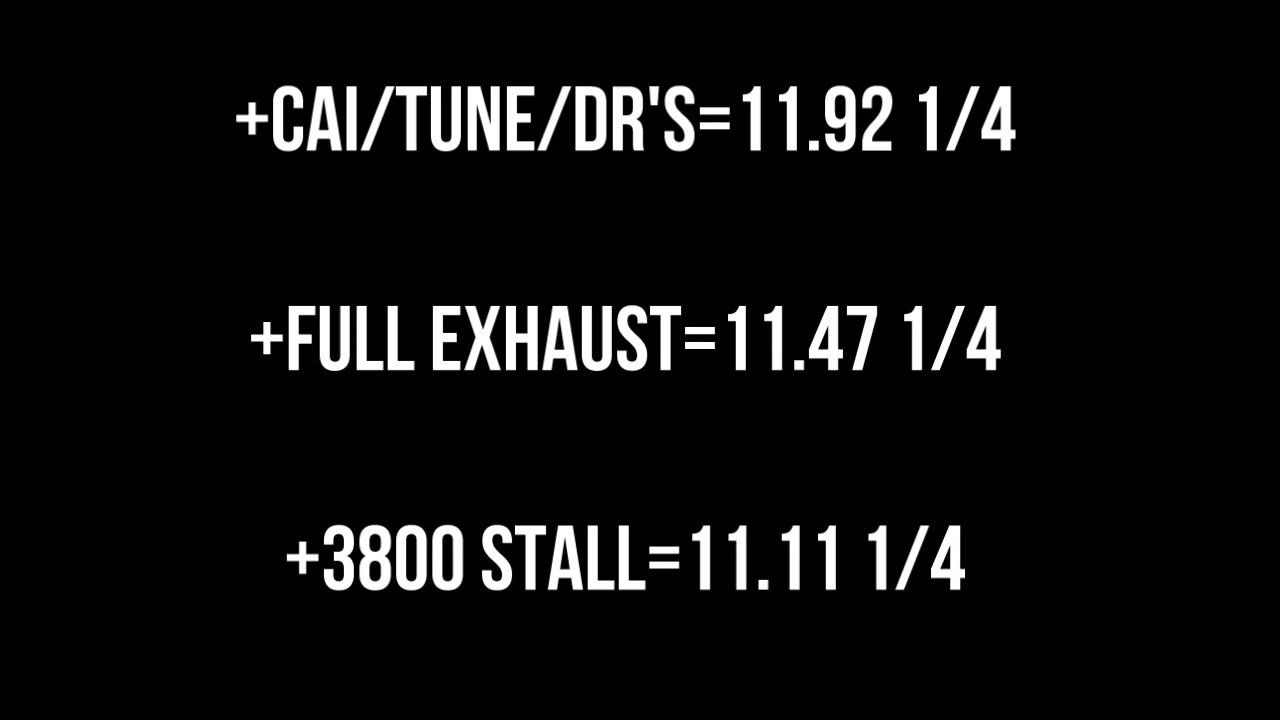 +CAI/TUNE/DR'S=11.92 1/4
+FULL EXHAUST=11.47 1/4
+3800 STALL=11.11 1/4